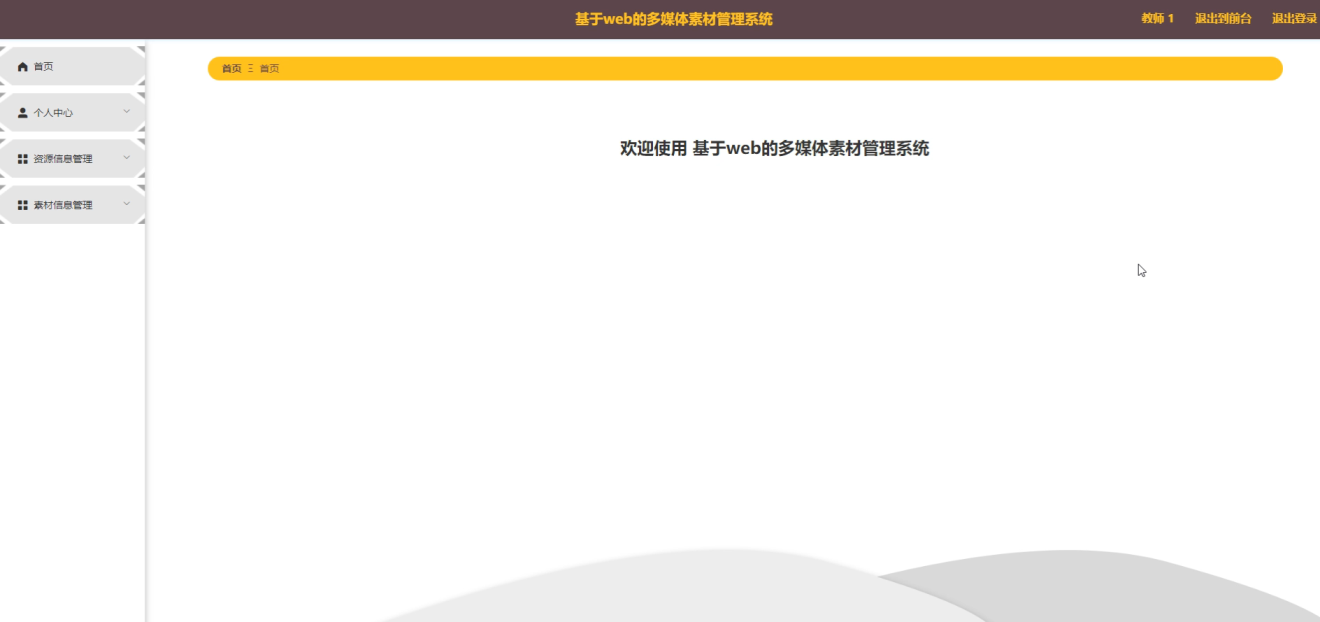 基于web的多媒体素材管理系统
教师 1 退出到前台 退出登录
首页
个人中心
资源信息管理
素材信息管理
首页 Ξ 首页
欢迎使用 基于web的多媒体素材管理系统